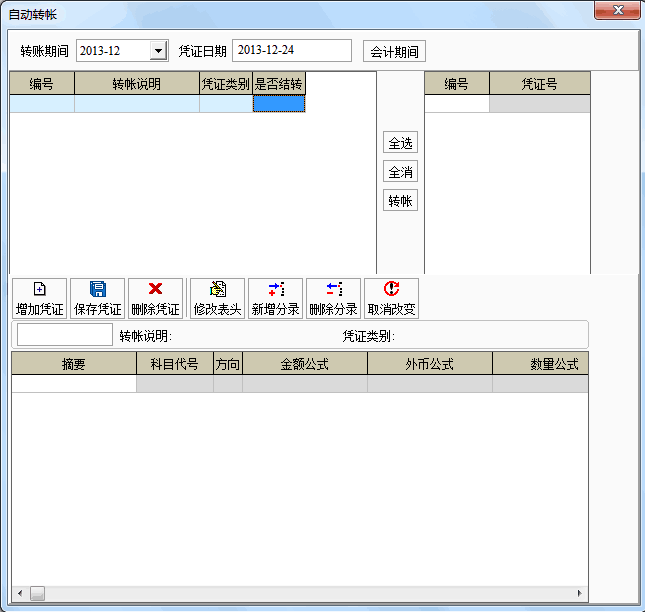 自动转帐
转账期间 2013-12 凭证日期 2013-12-24 会计期间
编号 转帐说明 凭证类别 是否结转 编号 凭证号
全选
全消
转帐
增加凭证 保存凭证 删除凭证 修改表头 新增分录 删除分录 取消改变
转帐说明: 凭证类别:
摘要 科目代号 方向 金额公式 外币公式 数量公式